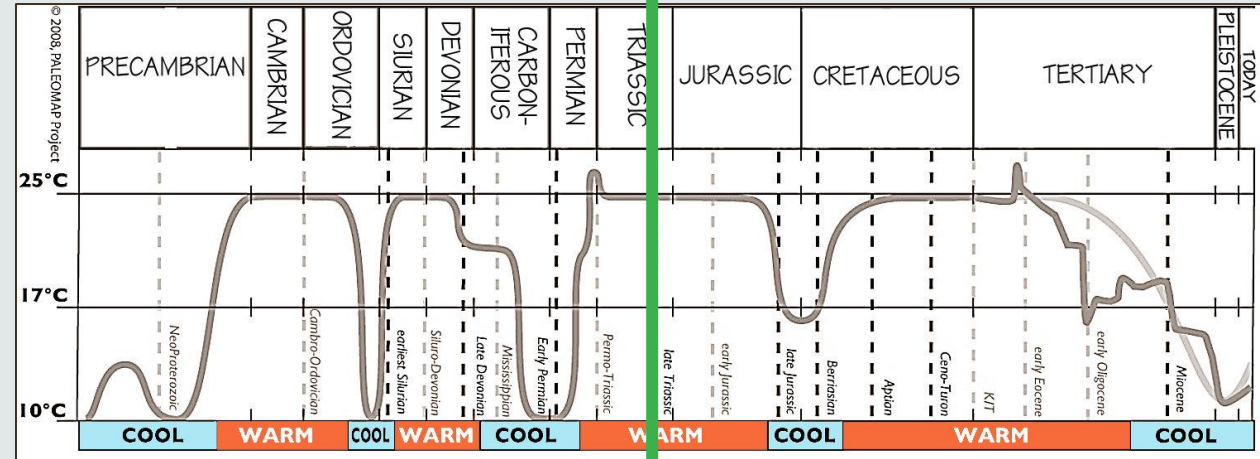 © 2008, PALEOMAP Project
PRECAMBRIAN
CAMBRIAN
ORDOVICIAN
SIURIAN
DEVONIAN
CARBON-
IFEROUS
PERMIAN
TRIASSIC
JURASSIC
CRETACEOUS
TERTIARY
PLEISTOCENE
TODAY
25°C
17°C
10°C
NeoProterozoic
Cambro-Ordovician
earliest Silurian
Siluro-Devonian
Late Devonian
Mississippian
Early Permian
Permo-Triassic
late Triassic
early Jurassic
late Jurassic
Berriasian
Aption
Ceno-Turon
K/T
early Eocene
early Oligocene
Miocene
COOL
WARM
COOL
WARM
COOL
WARM
COOL
WARM
COOL